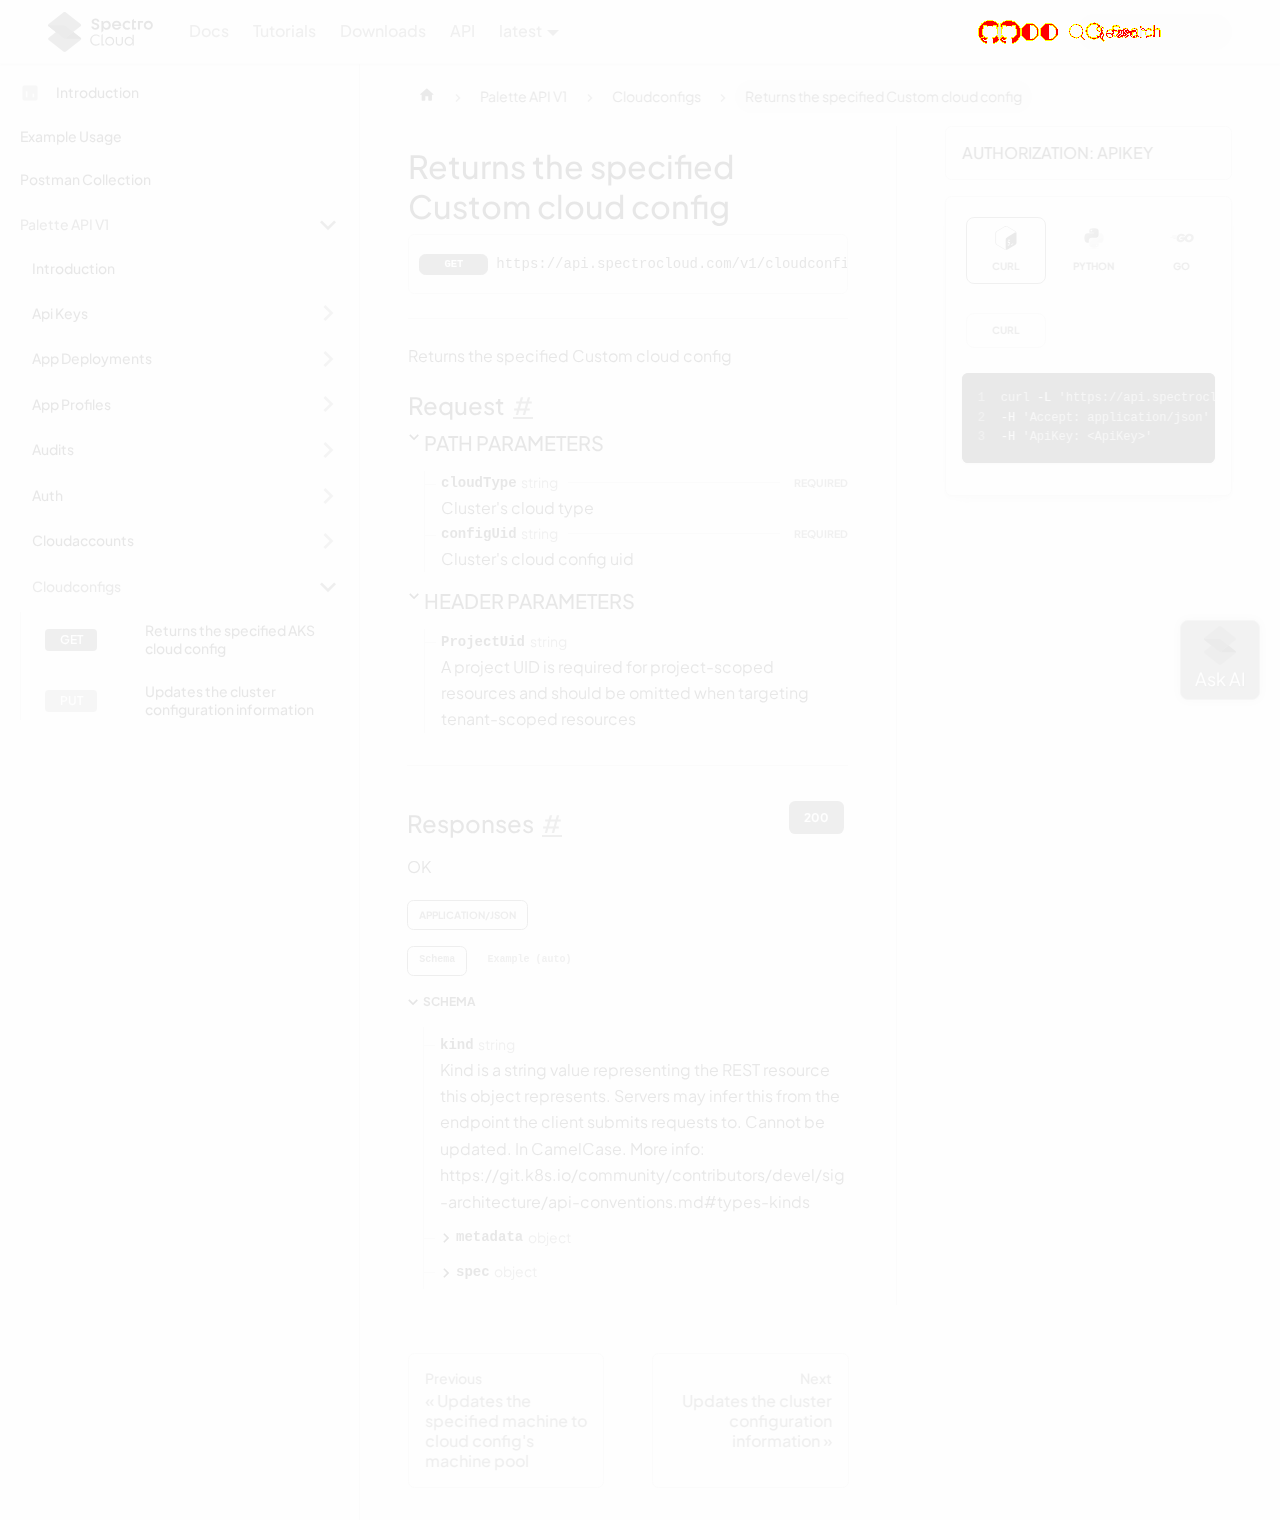 Spectro
Cloud
Docs
Tutorials
Downloads
API
latest
Search
Introduction
Example Usage
Postman Collection
Palette API V1
Introduction
Api Keys
App Deployments
App Profiles
Audits
Auth
Cloudaccounts
Cloudconfigs
GET
Returns the specified AKS
cloud config
PUT
Updates the cluster
configuration information
Palette API V1
Cloudconfigs
Returns the specified Custom cloud config
Returns the specified
Custom cloud config
GET
https://api.spectrocloud.com/v1/cloudconfi
Returns the specified Custom cloud config
Request #
PATH PARAMETERS
cloudType string
REQUIRED
Cluster's cloud type
configUid string
REQUIRED
Cluster's cloud config uid
HEADER PARAMETERS
ProjectUid string
A project UID is required for project-scoped
resources and should be omitted when targeting
tenant-scoped resources
Responses #
200
OK
APPLICATION/JSON
Schema
Example (auto)
SCHEMA
kind string
Kind is a string value representing the REST resource
this object represents. Servers may infer this from the
endpoint the client submits requests to. Cannot be
updated. In CamelCase. More info:
https://git.k8s.io/community/contributors/devel/sig
-architecture/api-conventions.md#types-kinds
metadata object
spec object
Previous
« Updates the
specified machine to
cloud config's
machine pool
Next
Updates the cluster
configuration
information »
AUTHORIZATION: APIKEY
CURL
PYTHON
GO
GO
CURL
1 curl -L 'https://api.spectrocl
2 -H 'Accept: application/json'
3 -H 'ApiKey: <ApiKey>'
Ask AI